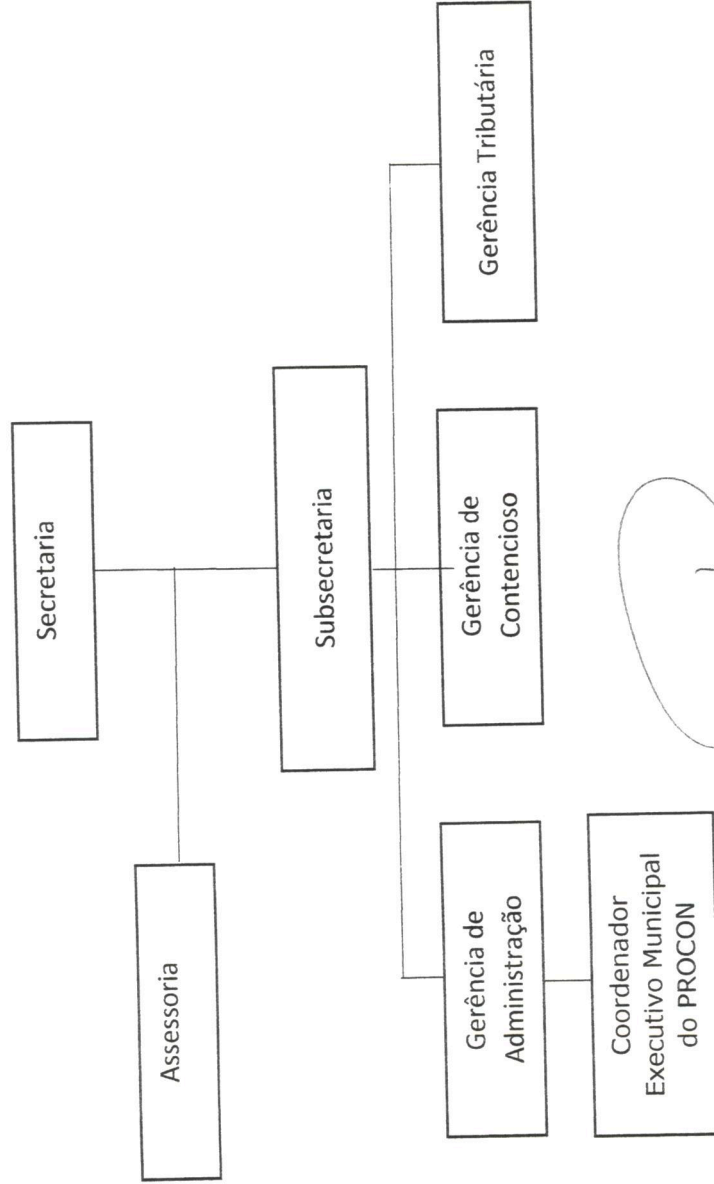 Secretaria
Assessoria
Subsecretaria
Gerência de
Administração
Gerência de
Contencioso
Gerência Tributária
Coordenador
Executivo Municipal
do PROCON